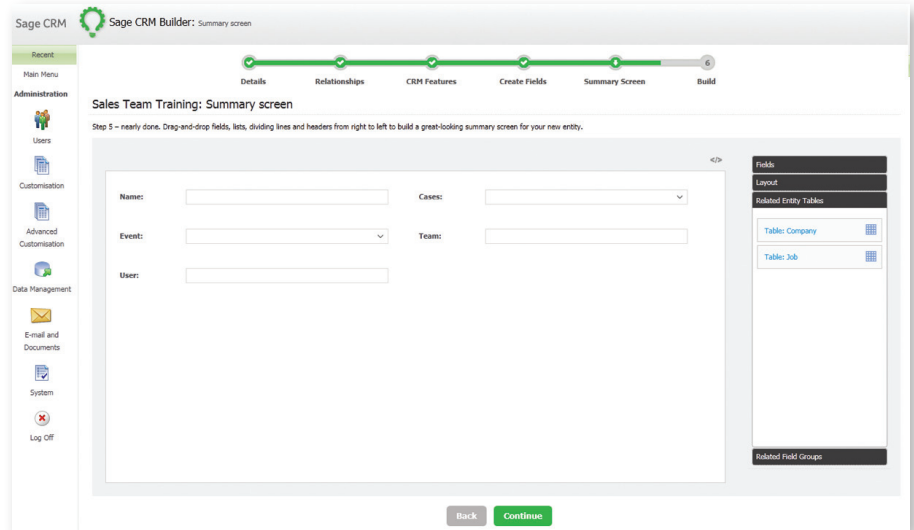 Sage CRM
Sage CRM Builder: Summary screen
Recent
Main Menu
Administration
Users
Customisation
Advanced
Customisation
Data Management
E-mail and
Documents
System
Log Off
6
Details Relationships CRM Features Create Fields Summary Screen Build
Sales Team Training: Summary screen
Step 5 – nearly done. Drag-and-drop fields, lists, dividing lines and headers from right to left to build a great-looking summary screen for your new entity.
</>
Name: Cases:
Event: Team:
User:
Fields
Layout
Related Entity Tables
Table: Company
Table: Job
Related Field Groups
Back Continue